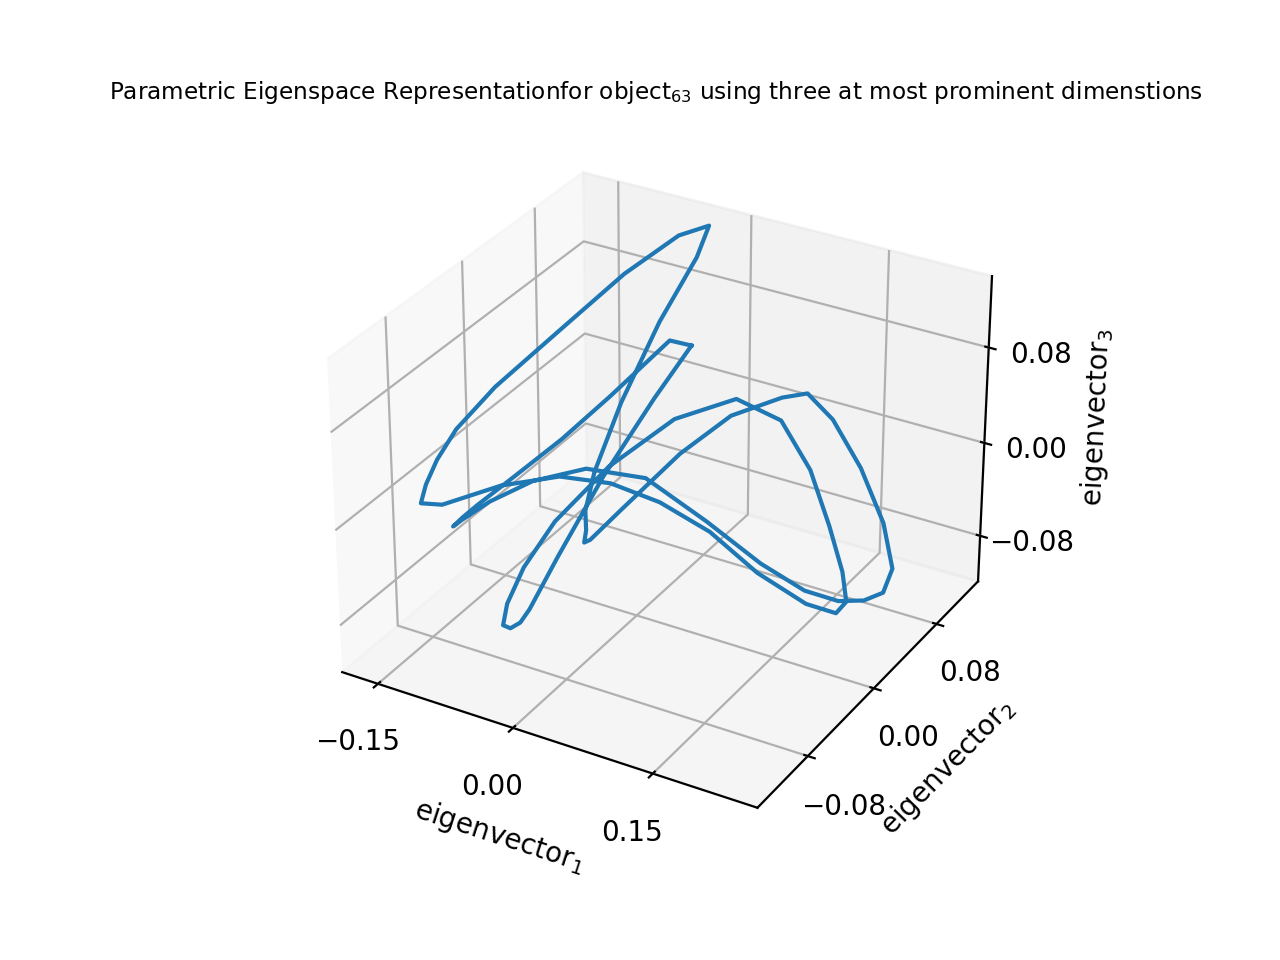 Parametric Eigenspace Representationfor object₆₃ using three at most prominent dimenstions
0.08
0.00
−0.08
eigenvector₃
0.08
0.00
−0.08
eigenvector₂
−0.15
0.00
0.15
eigenvector₁